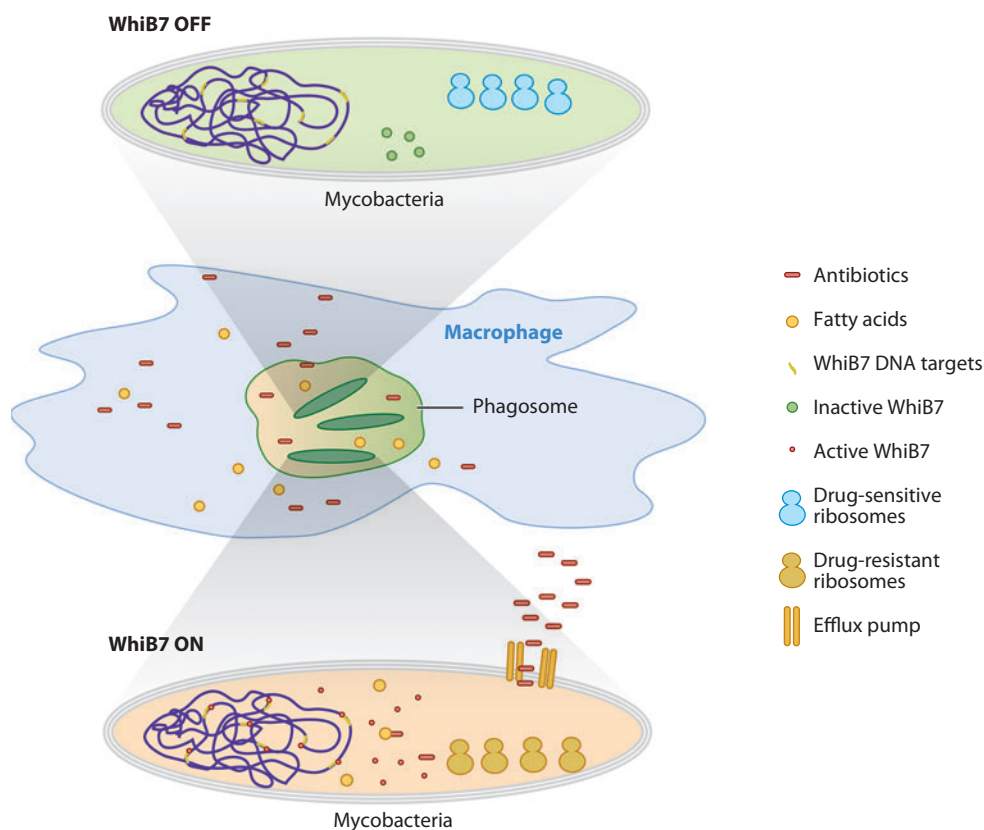 WhiB7 OFF
Mycobacteria
Macrophage
Phagosome
Antibiotics
Fatty acids
WhiB7 DNA targets
Inactive WhiB7
Active WhiB7
Drug-sensitive
ribosomes
Drug-resistant
ribosomes
Efflux pump
WhiB7 ON
Mycobacteria